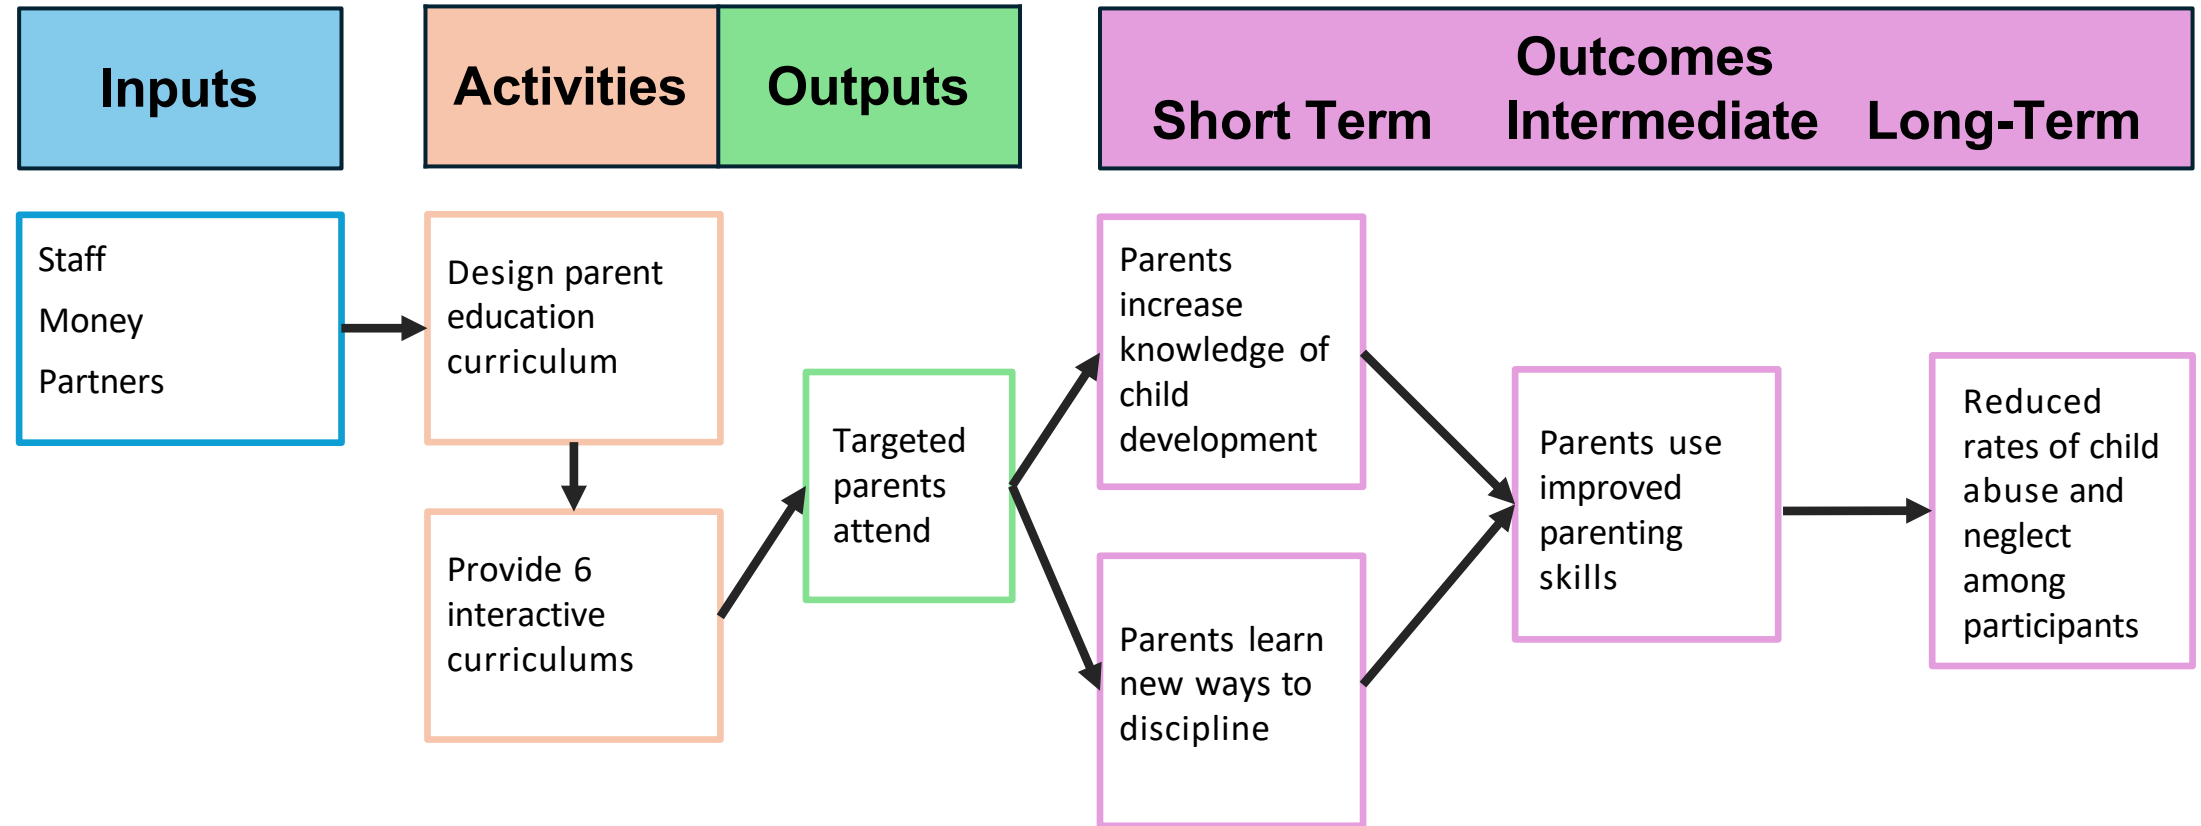 Inputs
Activities
Outputs
Outcomes
Short Term Intermediate Long-Term
Staff
Money
Partners
Design parent
education
curriculum
Provide 6
interactive
curriculums
Targeted
parents
attend
Parents
increase
knowledge of
child
development
Parents learn
new ways to
discipline
Parents use
improved
parenting
skills
Reduced
rates of child
abuse and
neglect
among
participants